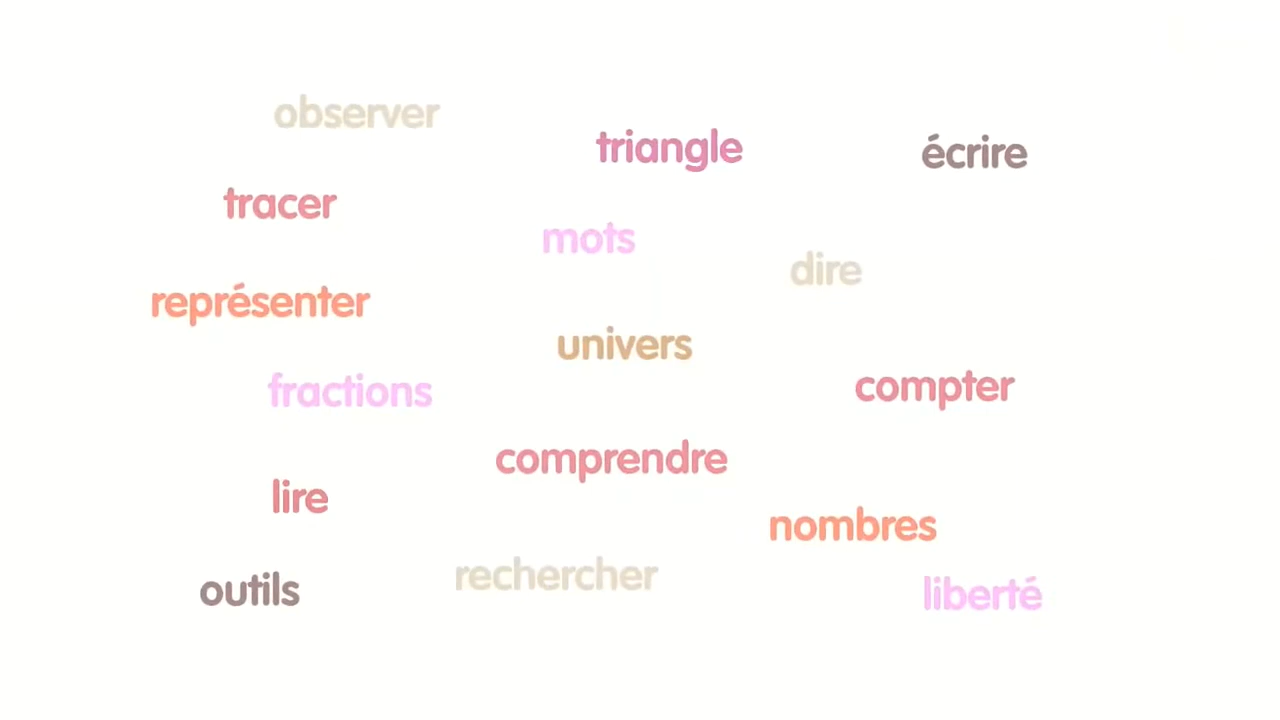 observer
triangle
écrire
tracer
mots
dire
représenter
univers
fractions
compter
comprendre
lire
nombres
rechercher
outils
liberté